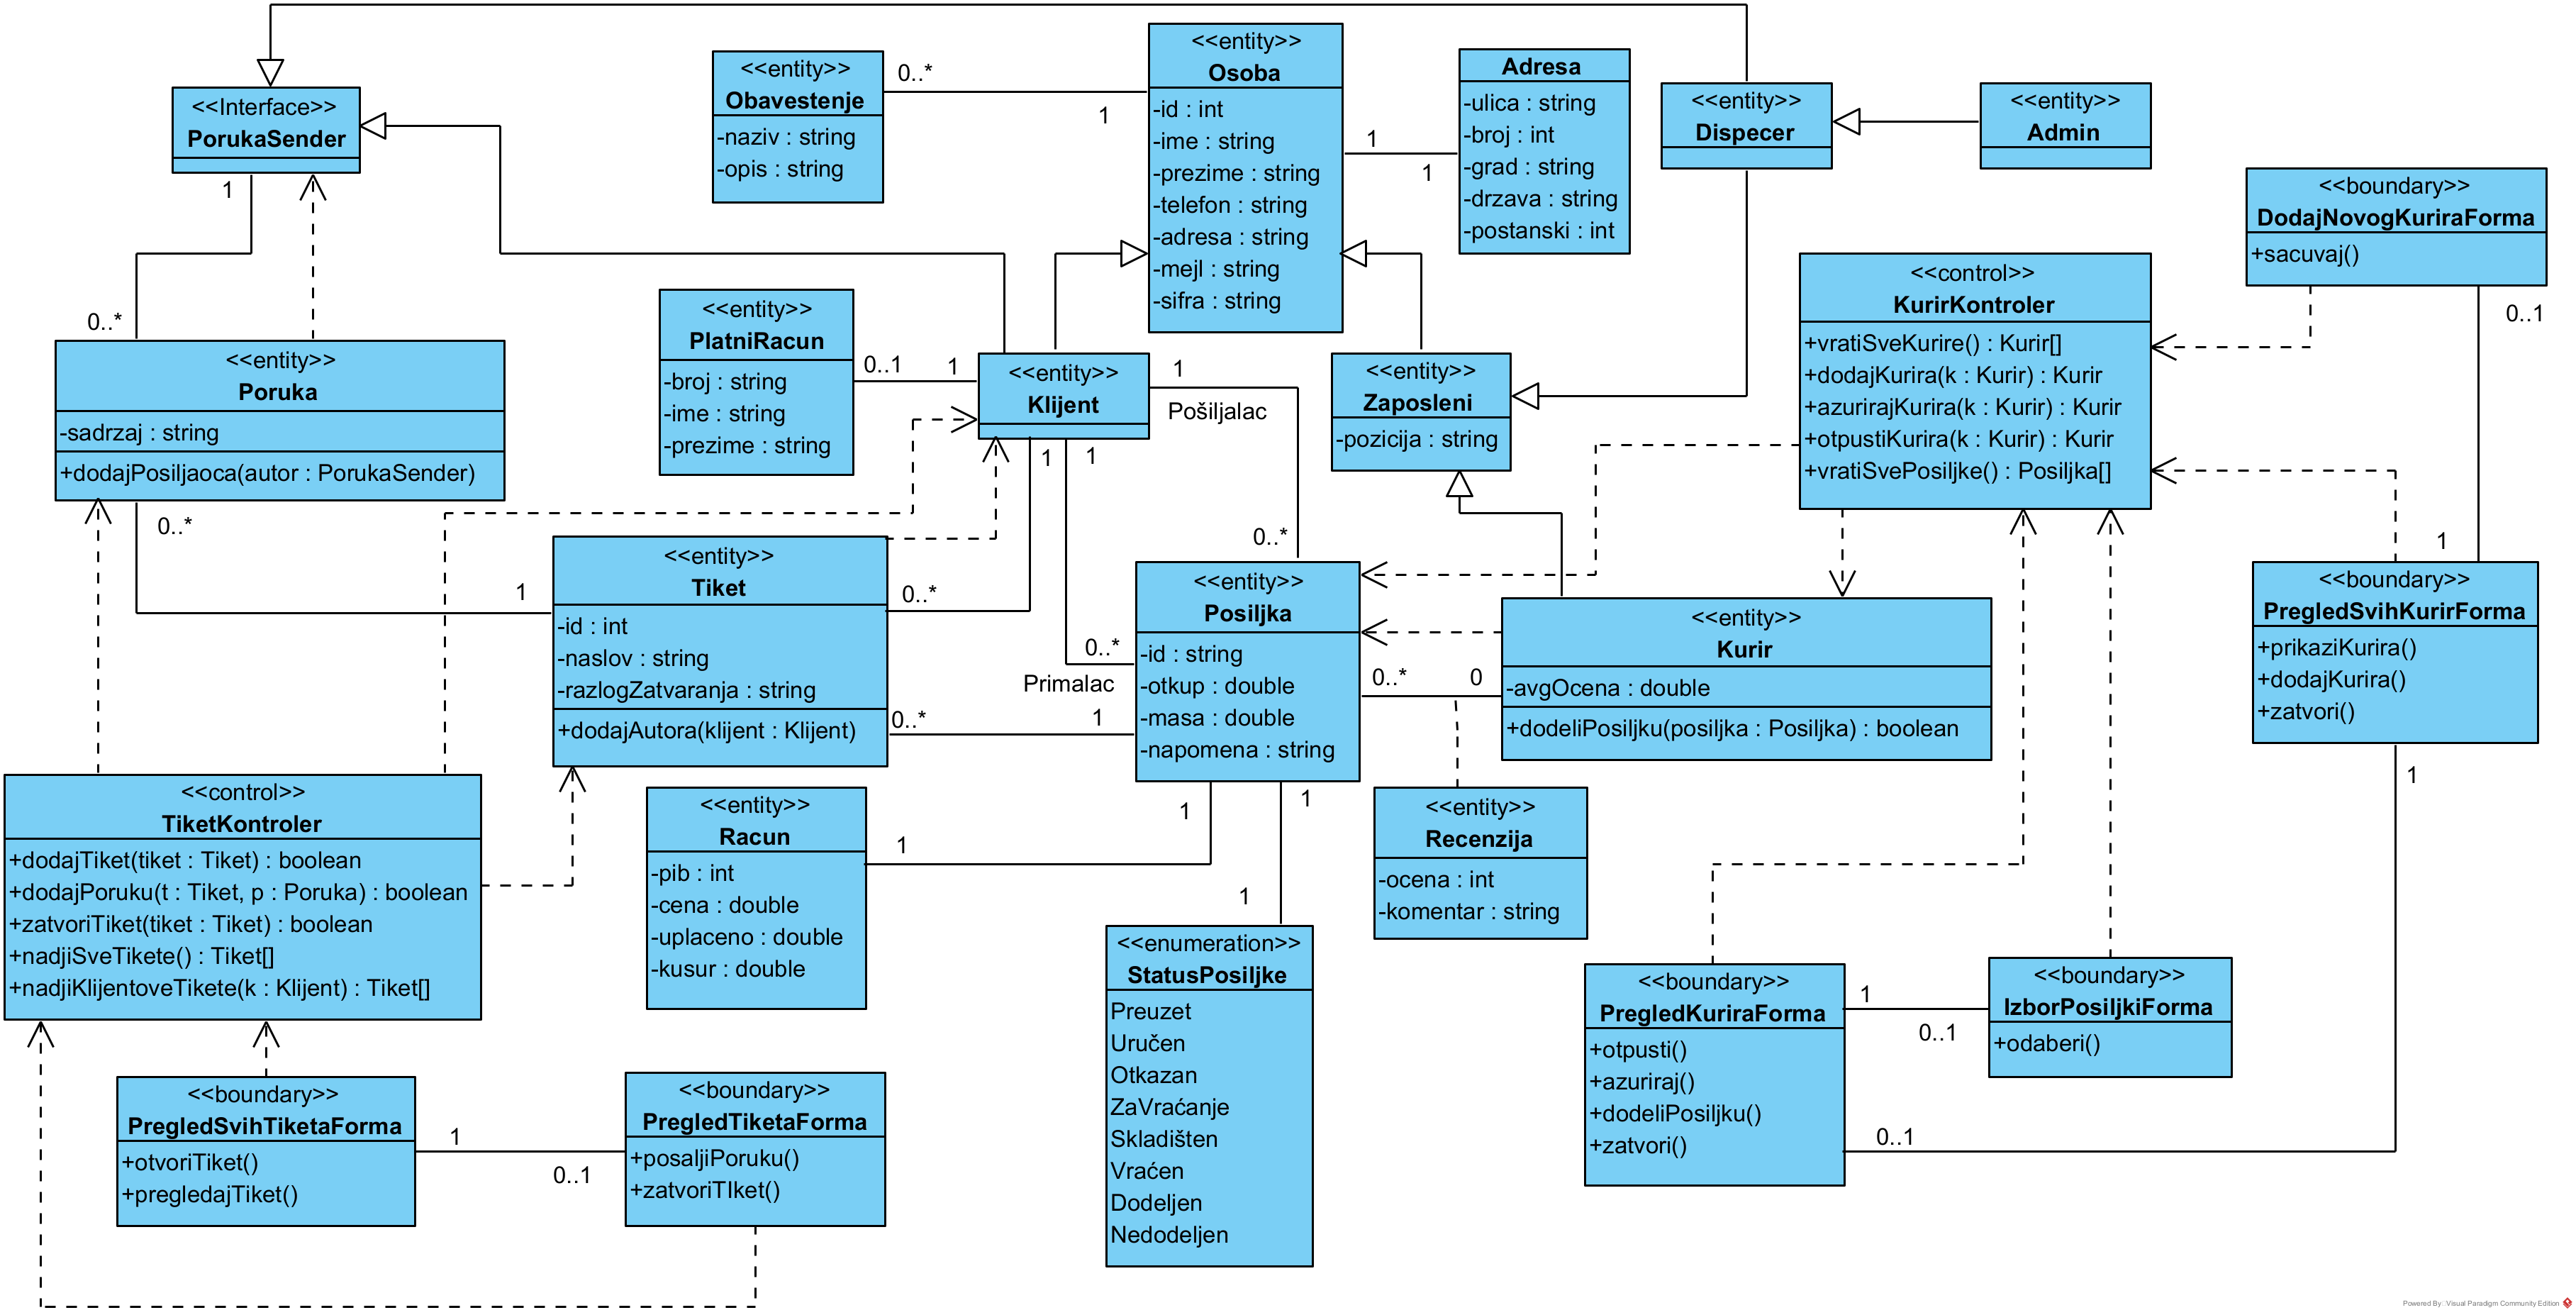 <<Interface>>
PorukaSender
1
0..*
<<entity>>
Obavestenje
-naziv : string
-opis : string
0..*
1
<<entity>>
Osoba
-id : int
-ime : string
-prezime : string
-telefon : string
-adresa : string
-mejl : string
-sifra : string
1
1
Adresa
-ulica : string
-broj : int
-grad : string
-drzava : string
-postanski : int
<<entity>>
Dispecer
<<entity>>
Admin
<<boundary>>
DodajNovogKuriraForma
+sacuvaj()
0..1
1
<<control>>
KurirKontroler
+vratiSveKurire() : Kurir[]
+dodajKurira(k : Kurir) : Kurir
+azurirajKurira(k : Kurir) : Kurir
+otpustiKurira(k : Kurir) : Kurir
+vratiSvePosiljke() : Posiljka[]
<<entity>>
Poruka
-sadrzaj : string
+dodajPosiljaoca(autor : PorukaSender)
0..*
1
<<entity>>
PlatniRacun
-broj : string
-ime : string
-prezime : string
0..1
1
<<entity>>
Klijent
1
Pošiljalac
0..*
1
1
0..*
0..*
Primalac
<<entity>>
Zaposleni
-pozicija : string
<<entity>>
Tiket
-id : int
-naslov : string
-razlogZatvaranja : string
+dodajAutora(klijent : Klijent)
0..*
1
<<entity>>
Posiljka
-id : string
-otkup : double
-masa : double
-napomena : string
0..*
0
<<entity>>
Kurir
-avgOcena : double
+dodeliPosiljku(posiljka : Posiljka) : boolean
<<boundary>>
PregledSvihKurirForma
+prikaziKurira()
+dodajKurira()
+zatvori()
1
<<control>>
TiketKontroler
+dodajTiket(tiket : Tiket) : boolean
+dodajPoruku(t : Tiket, p : Poruka) : boolean
+zatvoriTiket(tiket : Tiket) : boolean
+nadjiSveTikete() : Tiket[]
+nadjiKlijentoveTikete(k : Klijent) : Tiket[]
<<entity>>
Racun
-pib : int
-cena : double
-uplaceno : double
-kusur : double
1
1
1
1
<<entity>>
Recenzija
-ocena : int
-komentar : string
<<enumeration>>
StatusPosiljke
Preuzet
Uručen
Otkazan
ZaVraćanje
Skladišten
Vraćen
Dodeljen
Nedodeljen
<<boundary>>
PregledKuriraForma
+otpusti()
+azuriraj()
+dodeliPosiljku()
+zatvori()
1
0..1
0..1
<<boundary>>
IzborPosiljkiForma
+odaberi()
<<boundary>>
PregledSvihTiketaForma
+otvoriTiket()
+pregledajTiket()
1
0..1
<<boundary>>
PregledTiketaForma
+posaljiPoruku()
+zatvoriTIket()
Powered By: Visual Paradigm Community Edition